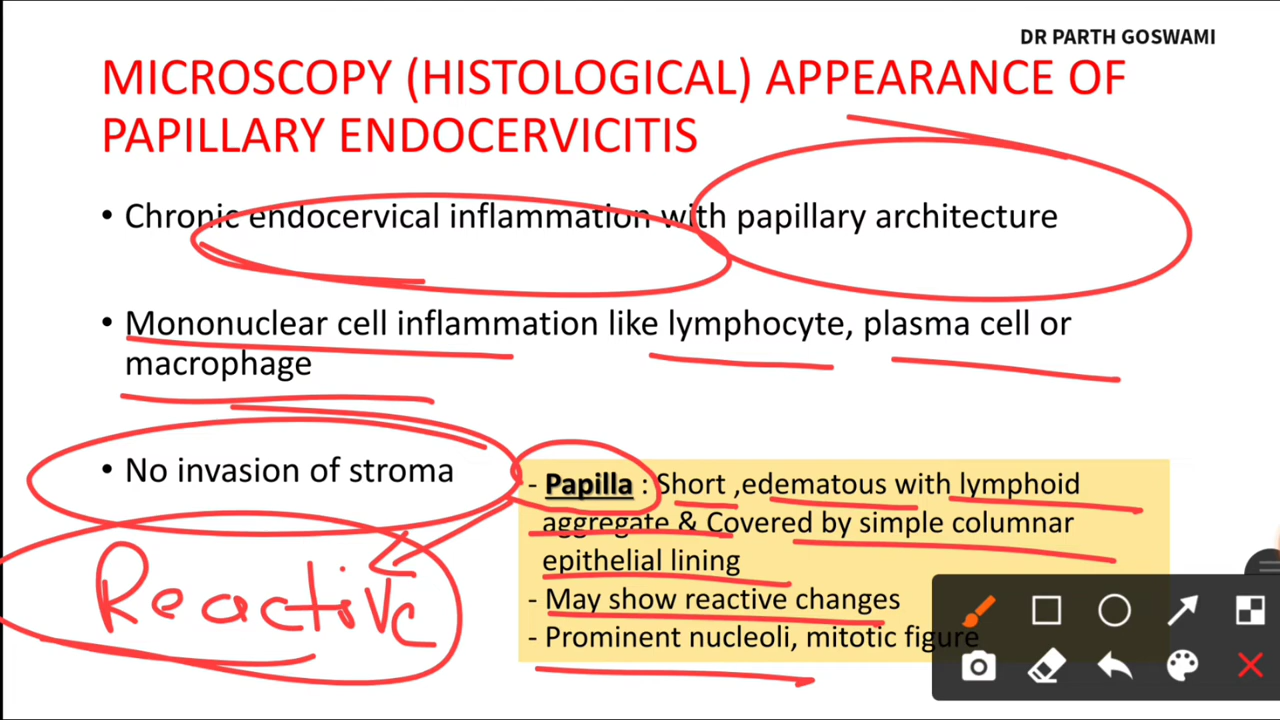 DR PARTH GOSWAMI
MICROSCOPY (HISTOLOGICAL) APPEARANCE OF
PAPILLARY ENDOCERVICITIS
• Chronic endocervical inflammation with papillary architecture
• Mononuclear cell inflammation like lymphocyte, plasma cell or
macrophage
• No invasion of stroma
- Papilla : Short ,edematous with lymphoid
aggregate & Covered by simple columnar
epithelial lining
- May show reactive changes
- Prominent nucleoli, mitotic figure
Reactive